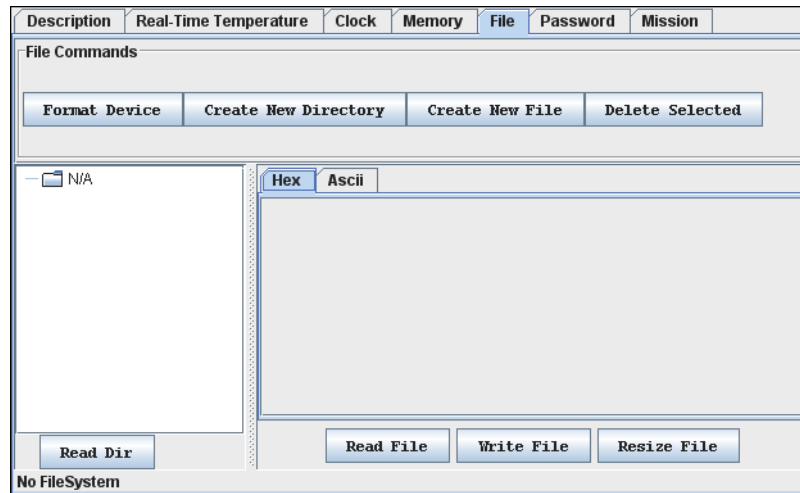 Description Real-Time Temperature Clock Memory File Password Mission
File Commands
Format Device Create New Directory Create New File Delete Selected
N/A
Hex Ascii
Read Dir
Read File Write File Resize File
No FileSystem